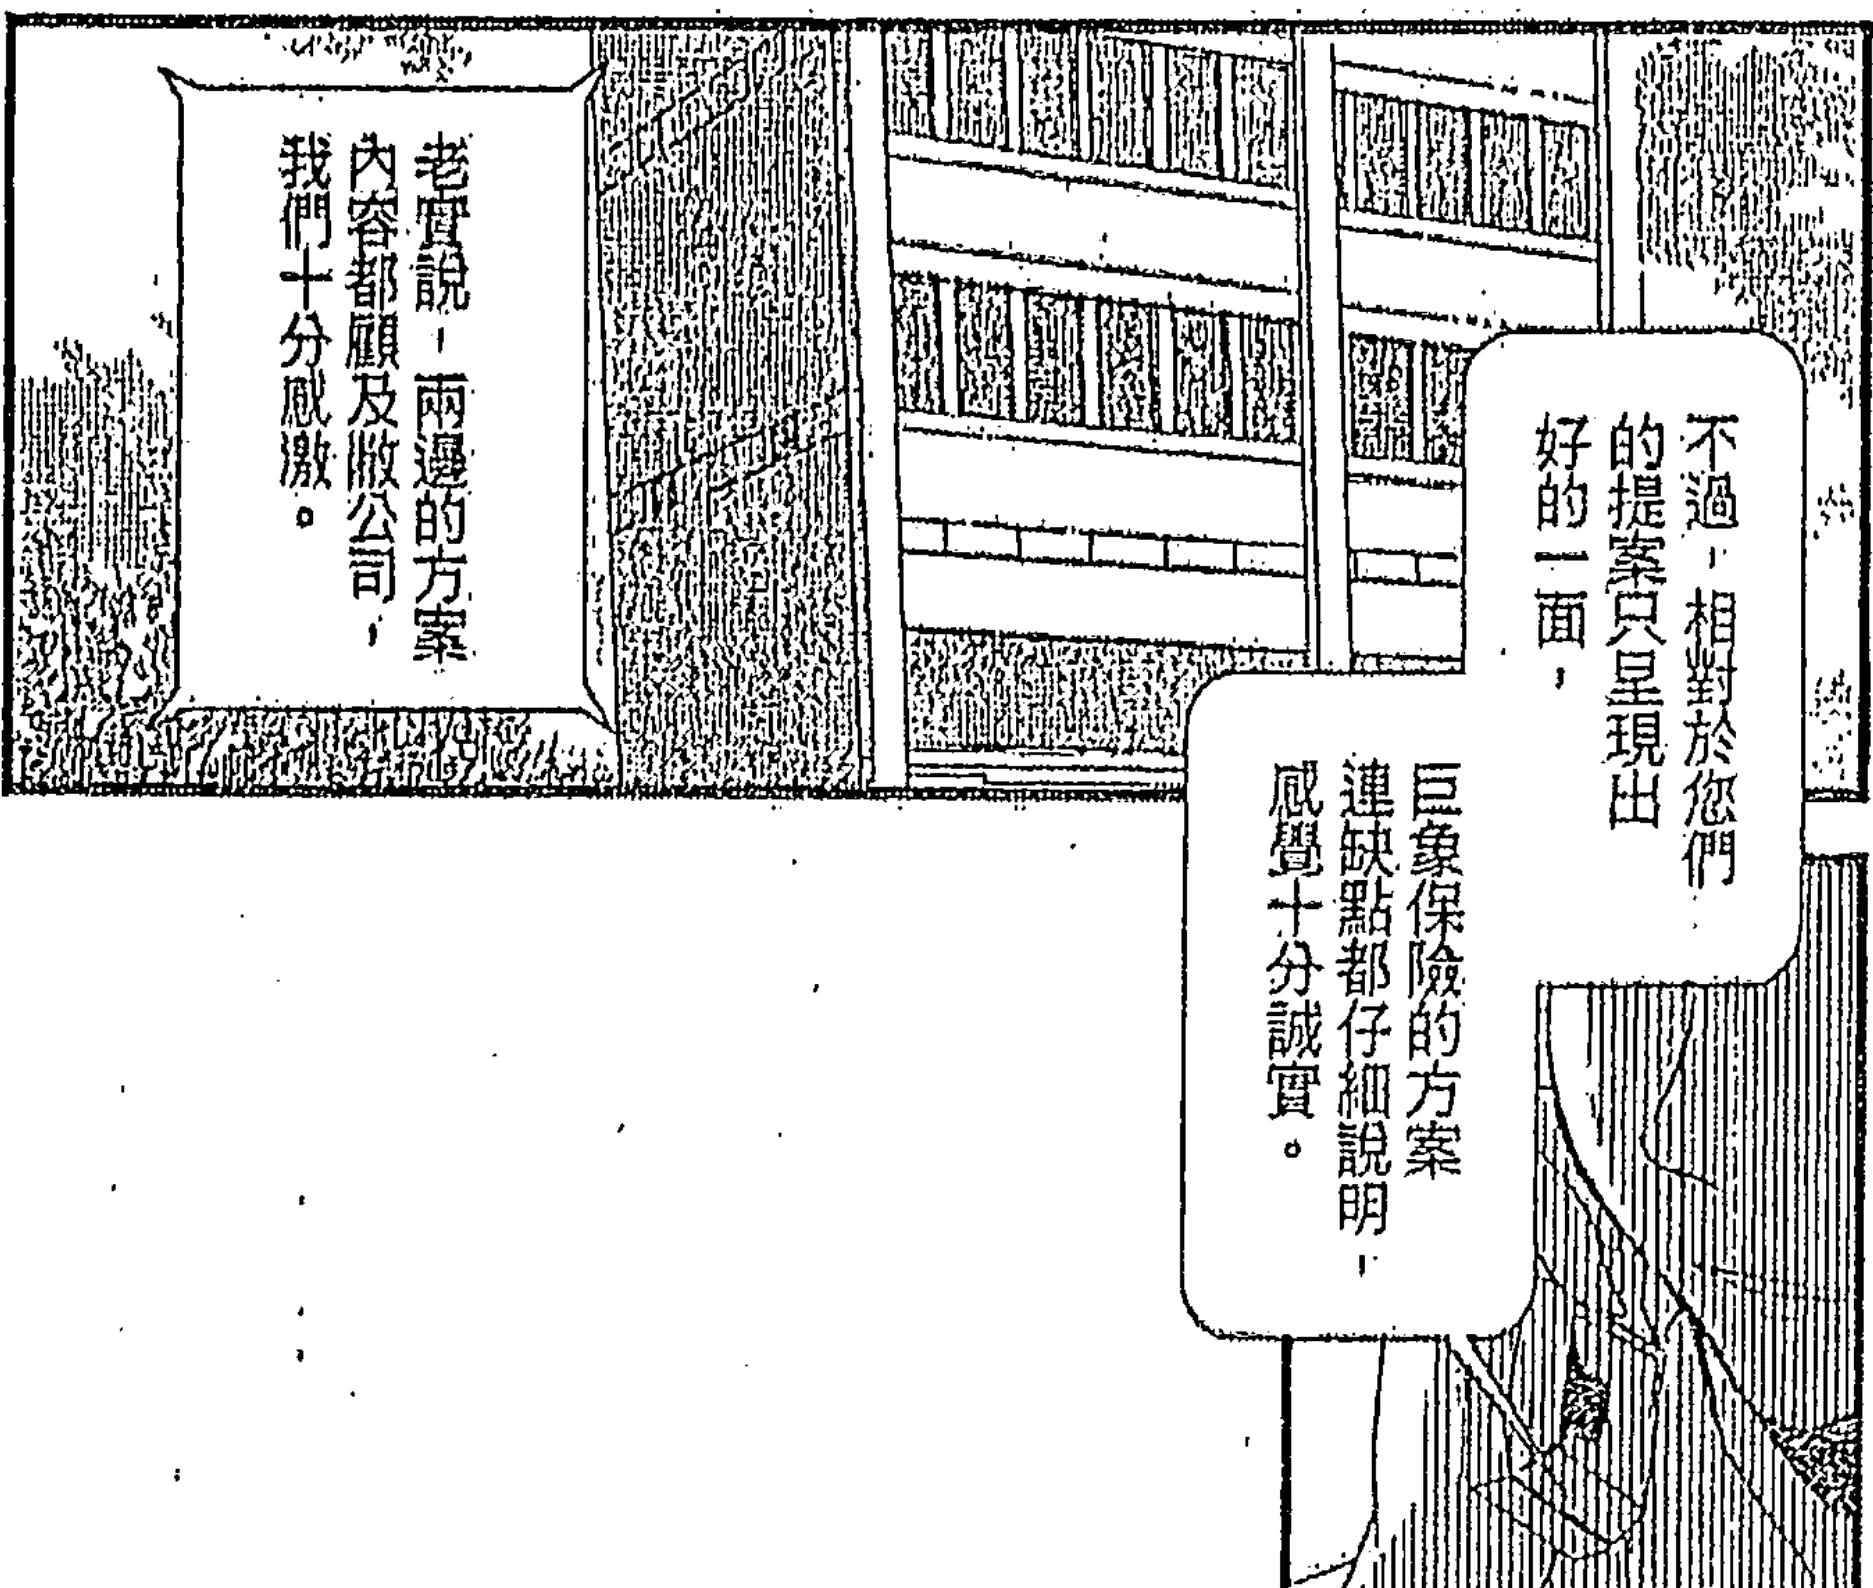 老實說，兩邊的方案
內容都顧及敝公司，
我們十分感激。
不過，相對於您們
的提案只呈現出
好的一面，
巨象保險的方案
連缺點都仔細說明，
感覺十分誠實。